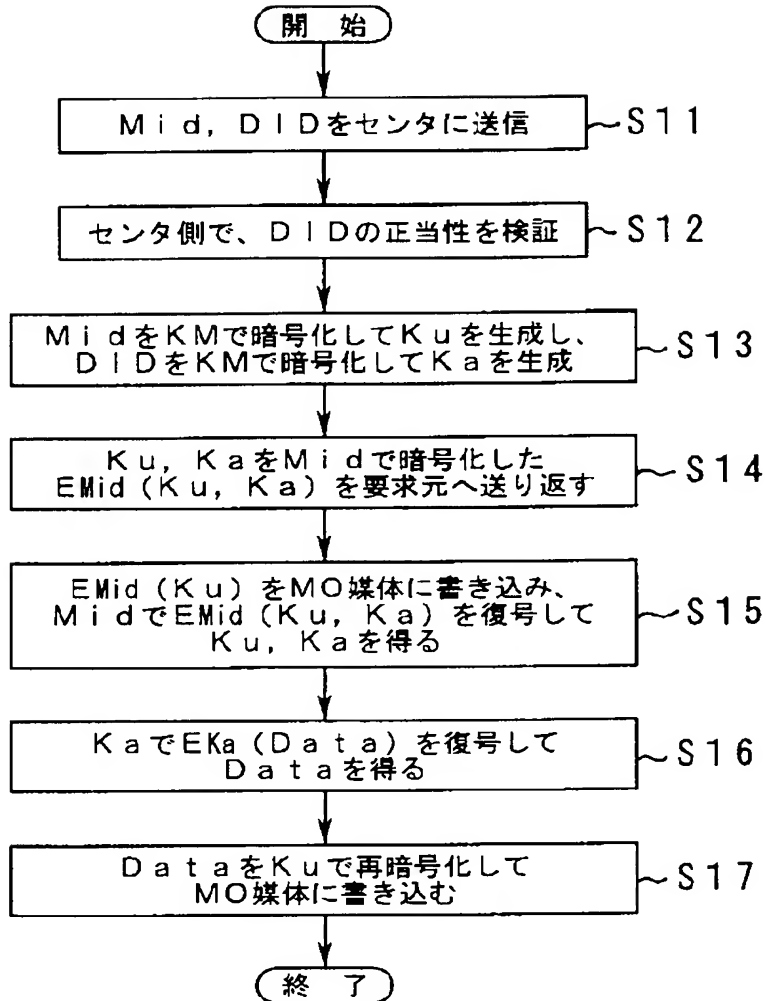 開 始
Mid,DIDをセンタに送信
S11
センタ側で、DIDの正当性を検証
S12
MidをKMで暗号化してKuを生成し、
DIDをKMで暗号化してKaを生成
S13
Ku,KaをMidで暗号化した
EMid(Ku,Ka)を要求元へ送り返す
S14
EMid(Ku)をMO媒体に書き込み、
MidでEMid(Ku,Ka)を復号して
Ku,Kaを得る
S15
KaでEKa(Data)を復号して
Dataを得る
S16
DataをKuで再暗号化して
MO媒体に書き込む
S17
終 了